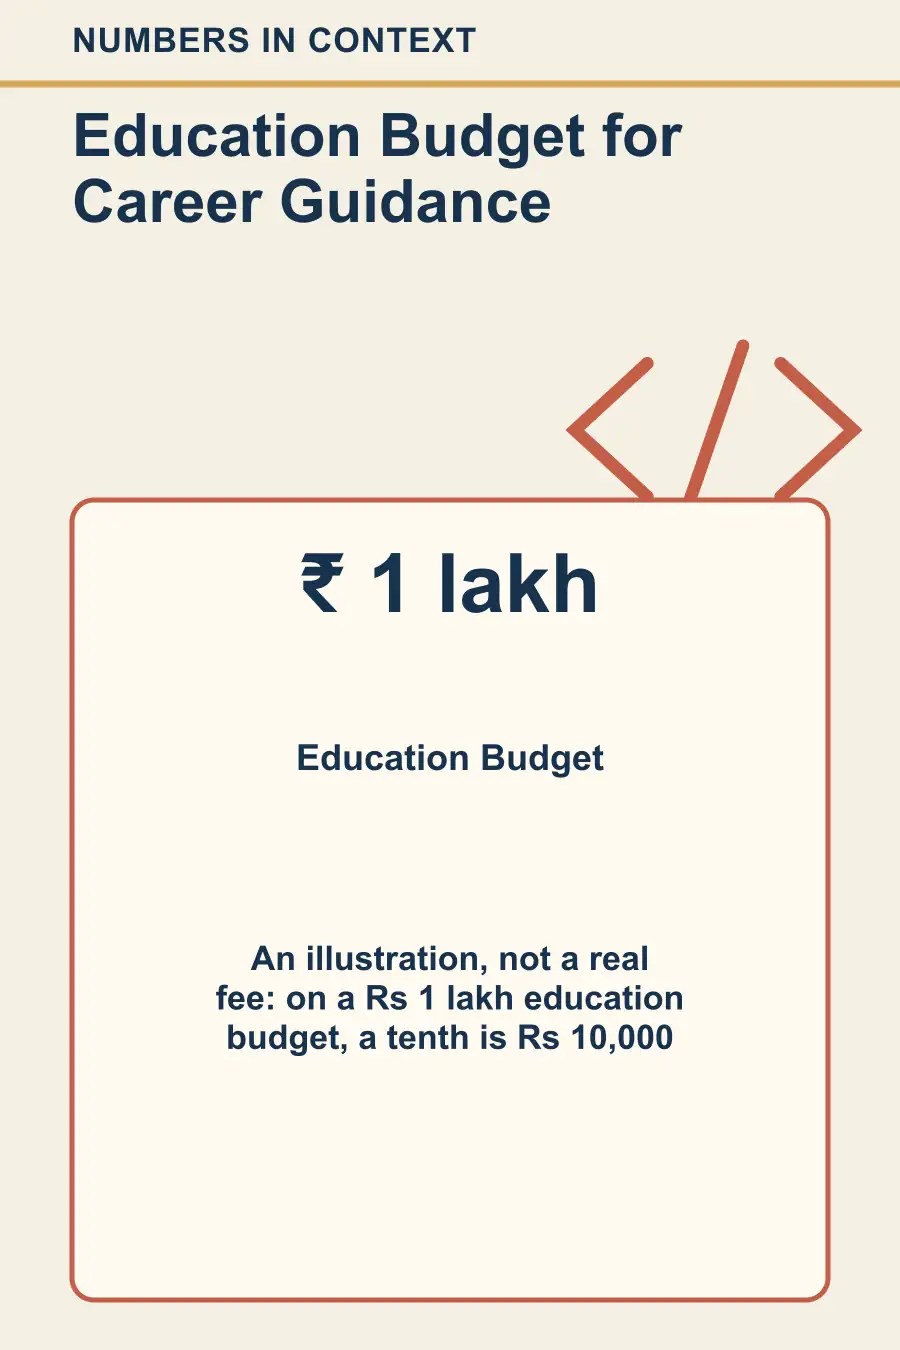 NUMBERS IN CONTEXT
Education Budget for
Career Guidance
₹ 1 lakh
Education Budget
An illustration, not a real
fee: on a Rs 1 lakh education
budget, a tenth is Rs 10,000